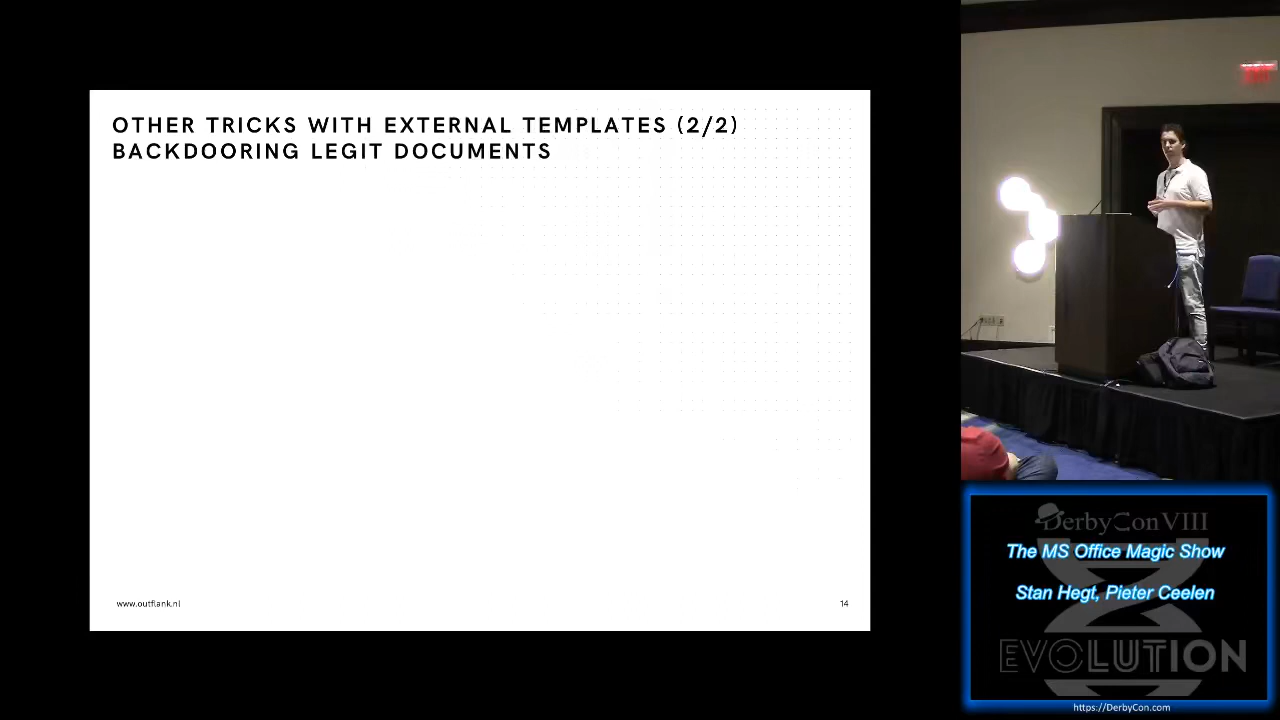 OTHER TRICKS WITH EXTERNAL TEMPLATES (2/2)
BACKDOORING LEGIT DOCUMENTS
www.outflank.nl
14
DerbyCon VIII
The MS Office Magic Show
Stan Hegt, Pieter Ceelen
EVOLUTION
https://DerbyCon.com